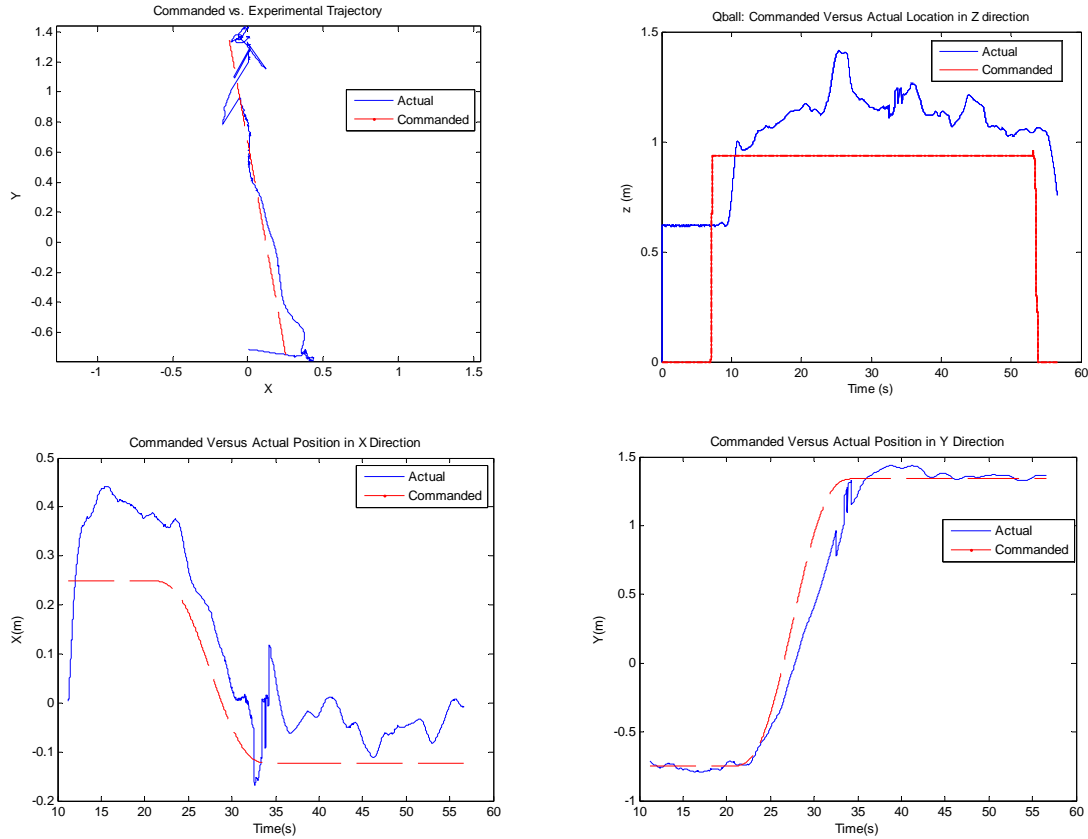 Commanded vs. Experimental Trajectory
1.4
1.2
1
0.8
0.6
0.4
0.2
0
-0.2
-0.4
-0.6
Y
Actual
Commanded
-1 -0.5 0 0.5 1 1.5
X
Qball: Commanded Versus Actual Location in Z direction
1.5
1
0.5
0
z (m)
Actual
Commanded
0 10 20 30 40 50 60
Time (s)
Commanded Versus Actual Position in X Direction
0.5
0.4
0.3
0.2
0.1
0
-0.1
-0.2
X(m)
Actual
Commanded
10 15 20 25 30 35 40 45 50 55 60
Time(s)
Commanded Versus Actual Position in Y Direction
1.5
1
0.5
0
-0.5
-1
Y(m)
Actual
Commanded
10 15 20 25 30 35 40 45 50 55 60
Time(s)